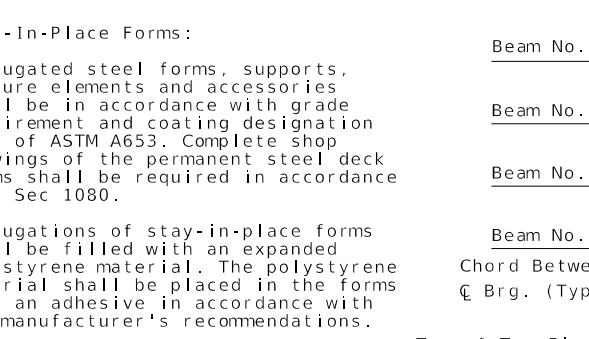 -In-Place Forms:
ugated steel forms, supports,
ure elements and accessories
l be in accordance with grade
irement and coating designation
of ASTM A653. Complete shop
wings of the permanent steel deck
ms shall be required in accordance
Sec 1080.
ugations of stay-in-place forms
l be filled with an expanded
styrene material. The polystyrene
rial shall be placed in the forms
an adhesive in accordance with
manufacturer's recommendations.
Beam No.
Beam No.
Beam No.
Beam No.
Chord Betwe
℄ Brg. (Typ